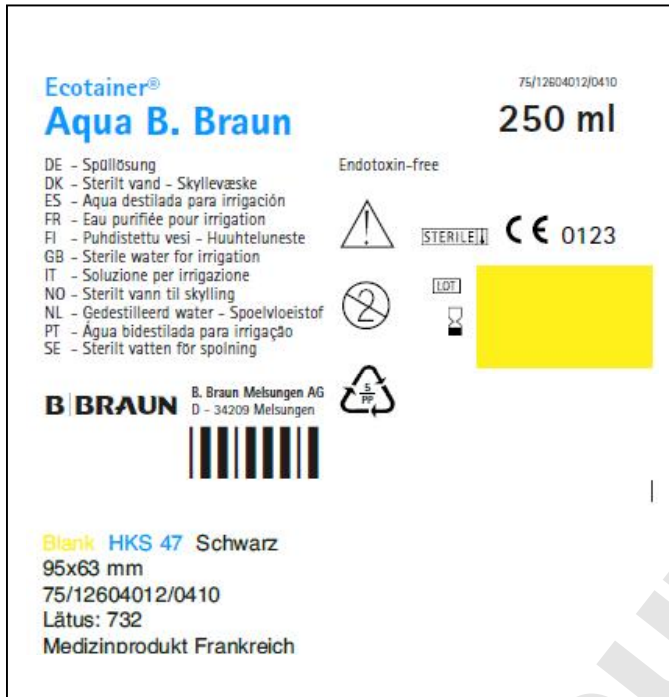 Ecotainer®
75/12604012/0410
Aqua B. Braun
250 ml
DE - Spüllösung
DK - Sterilt vand - Skyllevæske
ES - Aqua destilada para irrigación
FR - Eau purifiée pour irrigation
FI - Puhdistettu vesi - Huuhteluneste
GB - Sterile water for irrigation
IT - Soluzione per irrigazione
NO - Sterilt vann til skylling
NL - Gedestilleerd water - Spoelvloeistof
PT - Água bidestilada para irrigação
SE - Sterilt vatten för spolning
Endotoxin-free
STERILE
CE 0123
2
LOT
5
PP
B|BRAUN
B. Braun Melsungen AG
D - 34209 Melsungen
Blank HKS 47 Schwarz
95x63 mm
75/12604012/0410
Lätus: 732
Medizinprodukt Frankreich